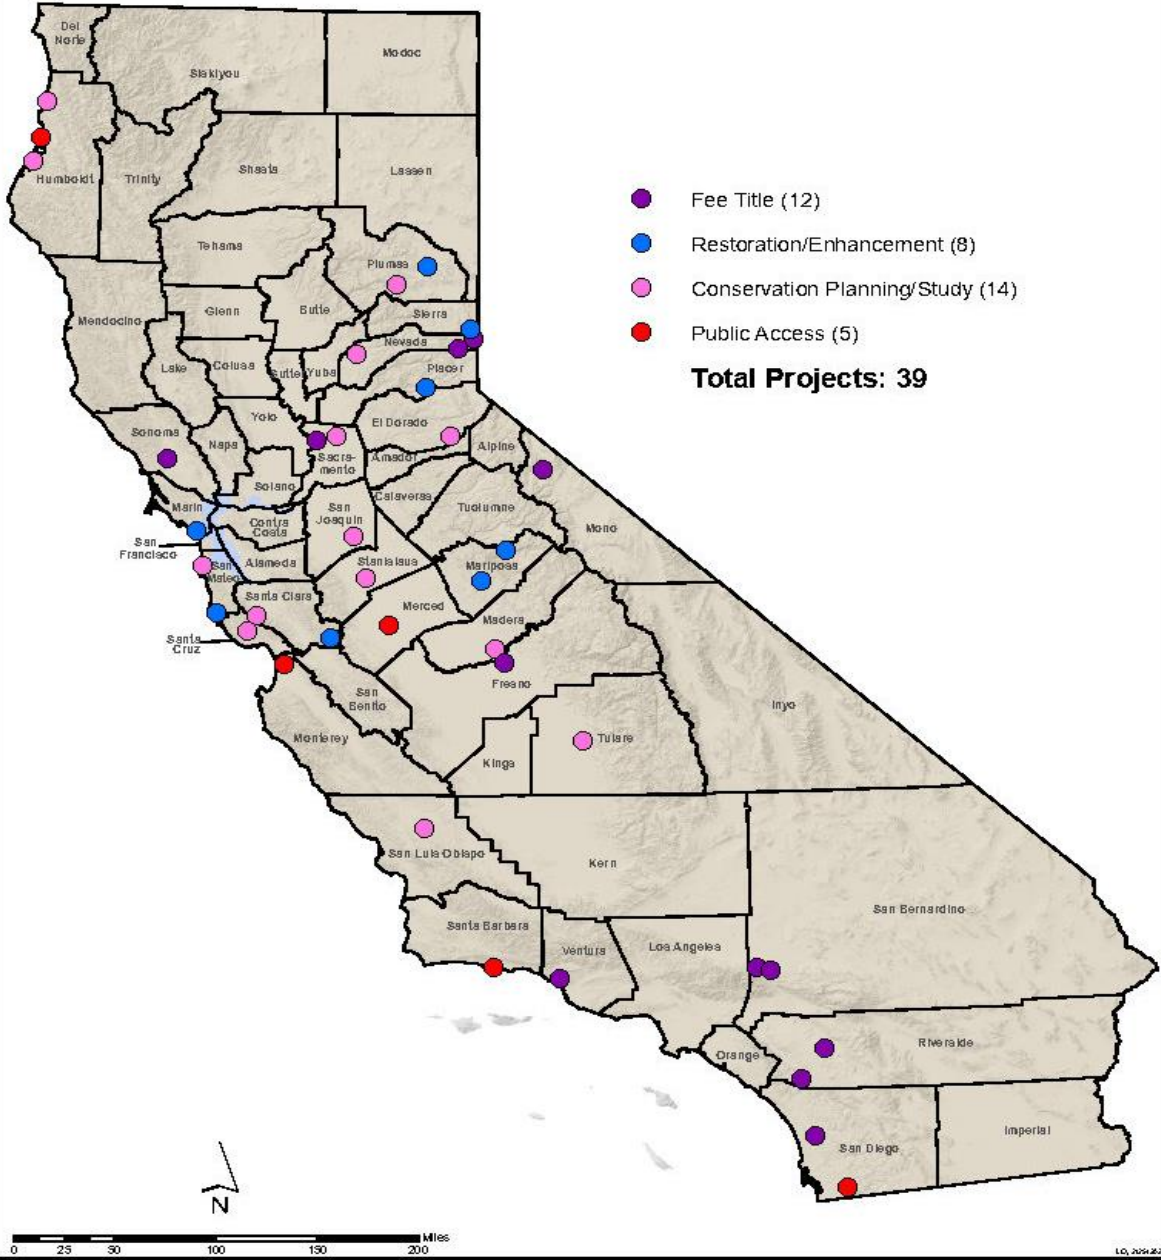 Del
Norte
Siskiyou
Modoc
Humboldt
Trinity
Shasta
Lassen
Fee Title (12)
Restoration/Enhancement (8)
Conservation Planning/Study (14)
Public Access (5)
Total Projects: 39
Tehama
Plumas
Glenn
Butte
Sierra
Mendocino
Nevada
Lake
Colusa
Sutter
Yuba
Placer
Yolo
El Dorado
Sonoma
Napa
Sacra-
mento
Amador
Alpine
Solano
Calaveras
Marin
San
Joaquin
Tuolumne
Contra
Costa
Mono
San
Francisco
San
Mateo
Alameda
Stanislaus
Mariposa
Santa Clara
Merced
Madera
Santa
Cruz
Fresno
San
Benito
Inyo
Monterey
Tulare
Kings
San Luis Obispo
Kern
San Bernardino
Santa Barbara
Ventura
Los Angeles
Orange
Riverside
San Diego
Imperial
N
Miles
0 25 50 100 150 200